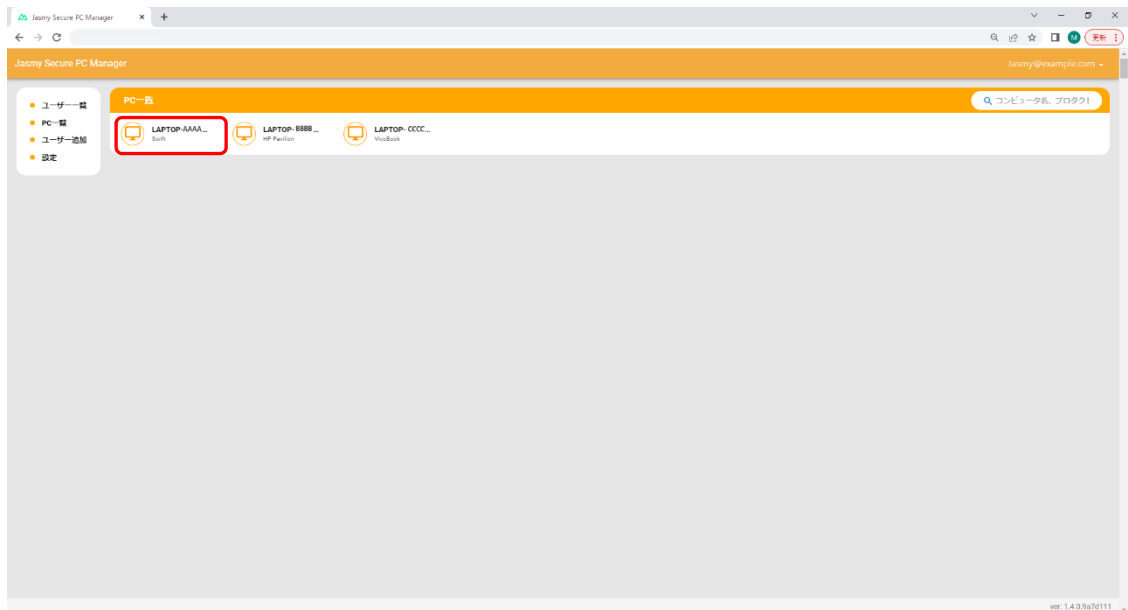 Jasmy Secure PC Manager
更新
Jasmy Secure PC Manager
Jasmy@example.com
ユーザー一覧
PC一覧
ユーザー追加
設定
PC一覧
コンピュータ名、プロダクト
LAPTOP-AAAA...
Swift
LAPTOP-BBBB...
HP Pavilion
LAPTOP-CCCC...
VivoBook
M
ver: 1.4.0.9a7d111